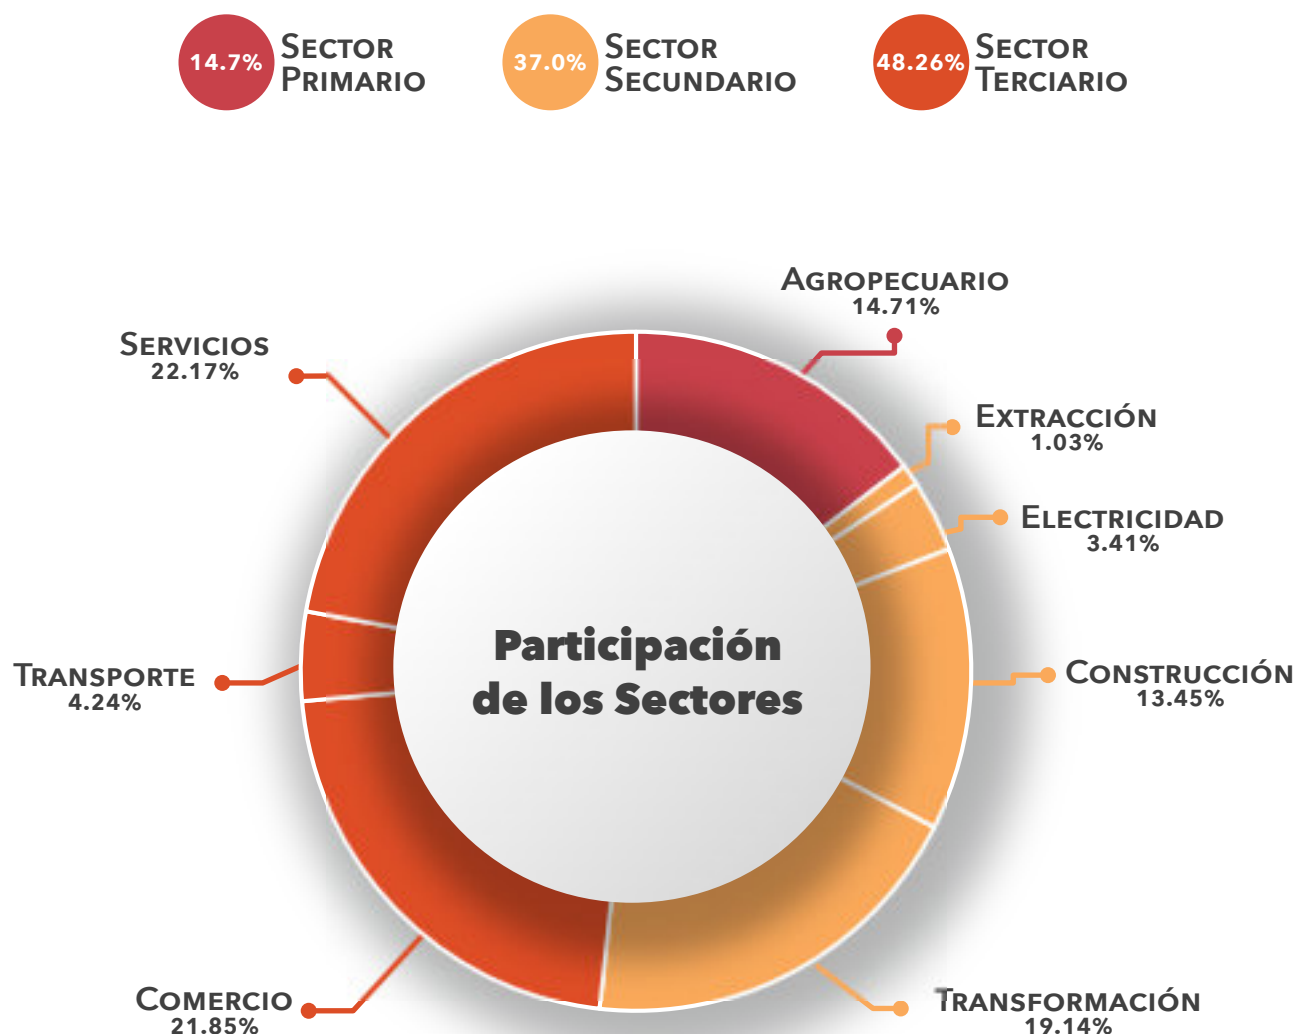 14.7%
SECTOR
PRIMARIO
37.0%
SECTOR
SECUNDARIO
48.26%
SECTOR
TERCIARIO
AGROPECUARIO
14.71%
SERVICIOS
22.17%
EXTRACCIÓN
1.03%
ELECTRICIDAD
3.41%
Participación
de los Sectores
TRANSPORTE
4.24%
CONSTRUCCIÓN
13.45%
COMERCIO
21.85%
TRANSFORMACIÓN
19.14%